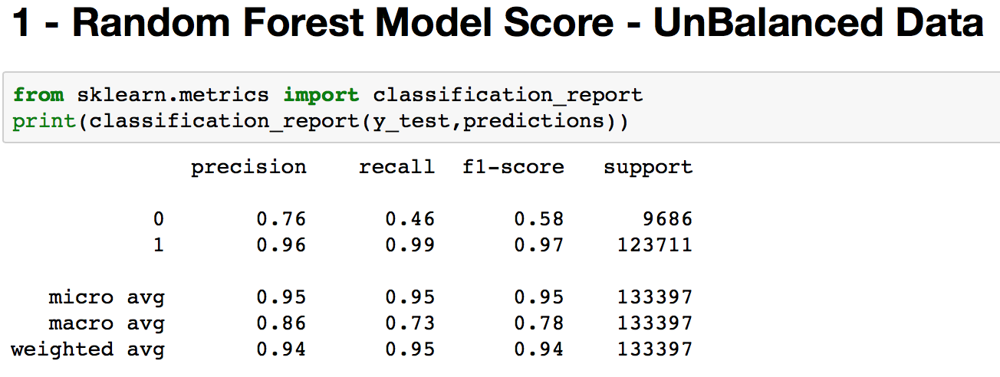 1 - Random Forest Model Score - UnBalanced Data
from sklearn.metrics import classification_report
print(classification_report(y_test,predictions))
precision recall f1-score support
0 0.76 0.46 0.58 9686
1 0.96 0.99 0.97 123711
micro avg 0.95 0.95 0.95 133397
macro avg 0.86 0.73 0.78 133397
weighted avg 0.94 0.95 0.94 133397